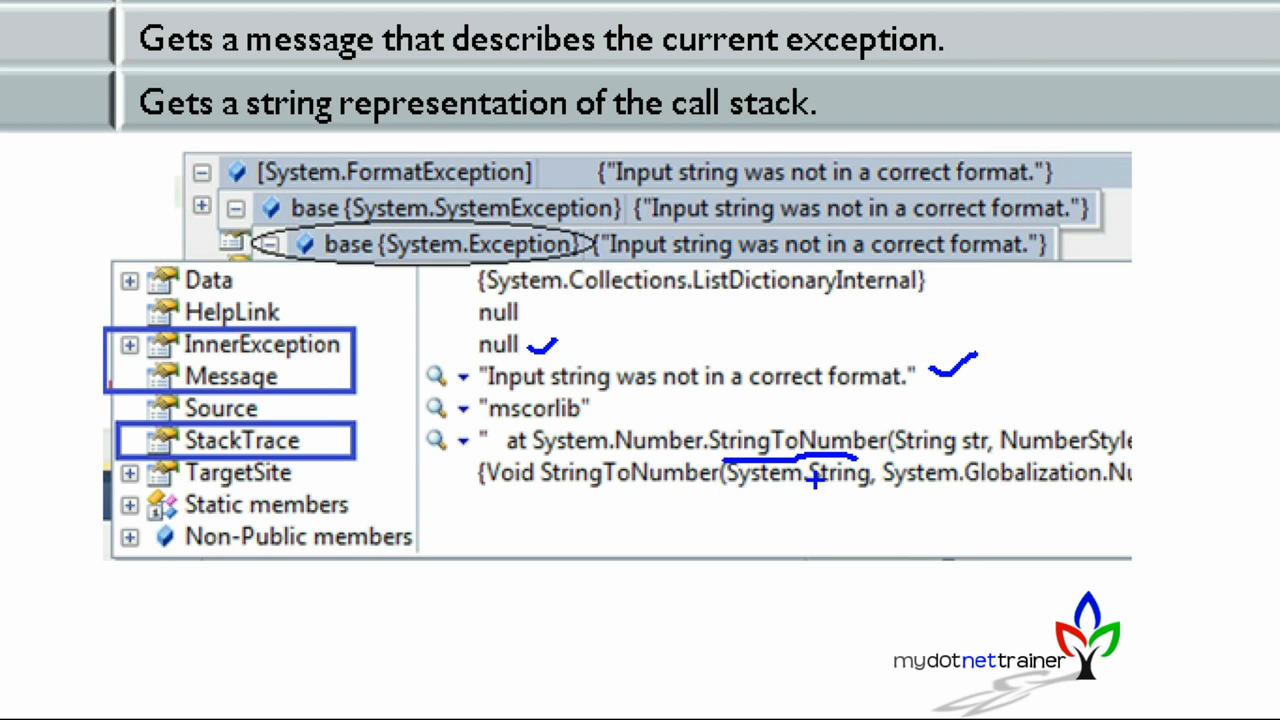 Gets a message that describes the current exception.
Gets a string representation of the call stack.
[System.FormatException] {"Input string was not in a correct format."}
base {System.SystemException} {"Input string was not in a correct format."}
base {System.Exception} {"Input string was not in a correct format."}
Data {System.Collections.ListDictionaryInternal}
HelpLink null
InnerException null
Message "Input string was not in a correct format."
Source "mscorlib"
StackTrace " at System.Number.StringToNumber(String str, NumberStyle
TargetSite {Void StringToNumber(System.String, System.Globalization.Nu
Static members
Non-Public members
mydotnettrainer